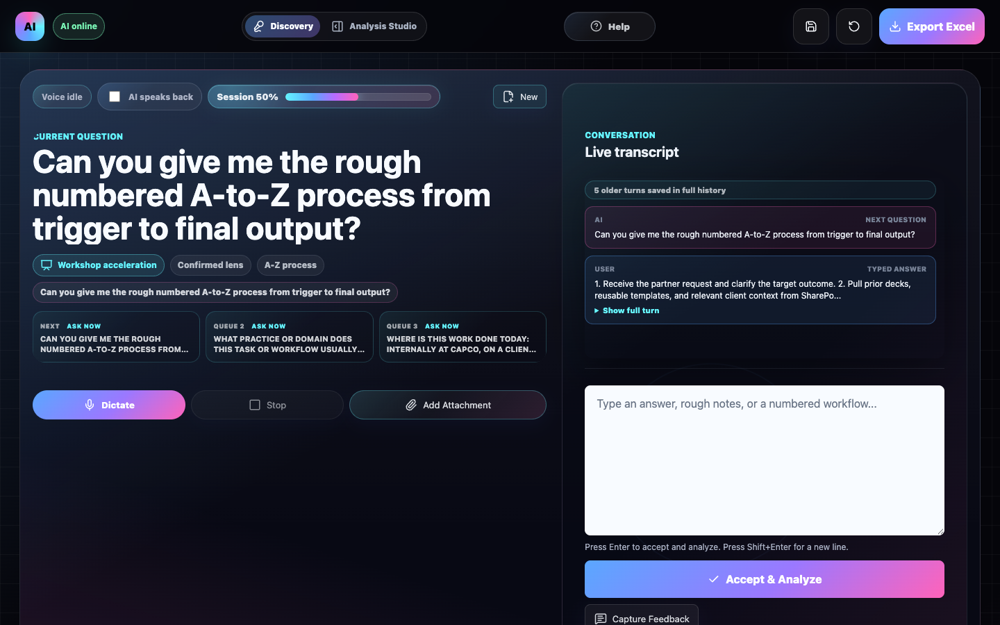 AI
AI online
Discovery
Analysis Studio
Help
Export Excel
Voice idle
AI speaks back
Session 50%
New
CURRENT QUESTION
Can you give me the rough
numbered A-to-Z process from
trigger to final output?
Workshop acceleration
Confirmed lens
A-Z process
Can you give me the rough numbered A-to-Z process from trigger to final output?
NEXT ASK NOW
CAN YOU GIVE ME THE ROUGH
NUMBERED A-TO-Z PROCESS FROM...
QUEUE 2 ASK NOW
WHAT PRACTICE OR DOMAIN DOES
THIS TASK OR WORKFLOW USUALLY...
QUEUE 3 ASK NOW
WHERE IS THIS WORK DONE TODAY:
INTERNALLY AT CAPCO, ON A CLIEN...
Dictate
Stop
Add Attachment
CONVERSATION
Live transcript
5 older turns saved in full history
AI NEXT QUESTION
Can you give me the rough numbered A-to-Z process from trigger to final output?
USER TYPED ANSWER
1. Receive the partner request and clarify the target outcome. 2. Pull prior decks,
reusable templates, and relevant client context from SharePo...
Show full turn
Type an answer, rough notes, or a numbered workflow...
Press Enter to accept and analyze. Press Shift+Enter for a new line.
Accept & Analyze
Capture Feedback